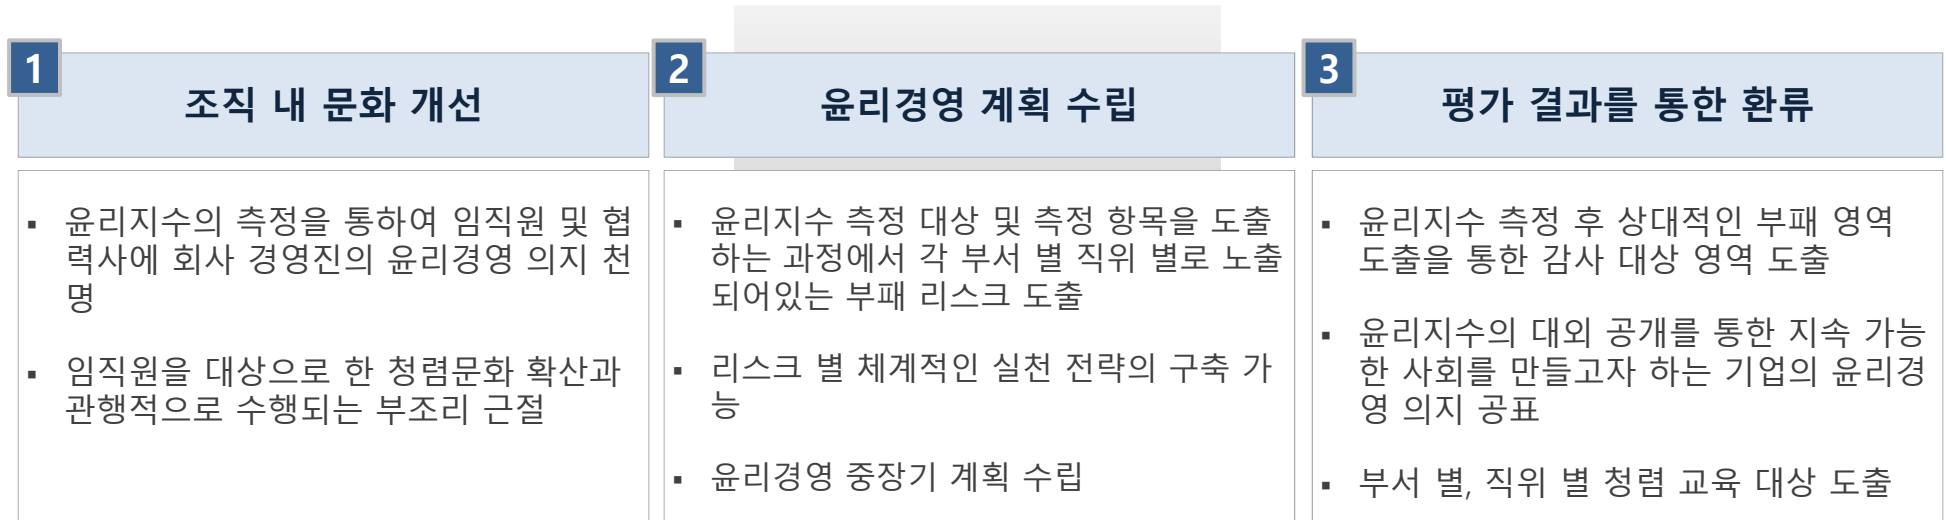 1
조직 내 문화 개선
▪ 윤리지수의 측정을 통하여 임직원 및 협
력사에 회사 경영진의 윤리경영 의지 천
명
▪ 임직원을 대상으로 한 청렴문화 확산과
관행적으로 수행되는 부조리 근절
2
윤리경영 계획 수립
▪ 윤리지수 측정 대상 및 측정 항목을 도출
하는 과정에서 각 부서 별 직위 별로 노출
되어있는 부패 리스크 도출
▪ 리스크 별 체계적인 실천 전략의 구축 가
능
▪ 윤리경영 중장기 계획 수립
3
평가 결과를 통한 환류
▪ 윤리지수 측정 후 상대적인 부패 영역
도출을 통한 감사 대상 영역 도출
▪ 윤리지수의 대외 공개를 통한 지속 가능
한 사회를 만들고자 하는 기업의 윤리경
영 의지 공표
▪ 부서 별, 직위 별 청렴 교육 대상 도출